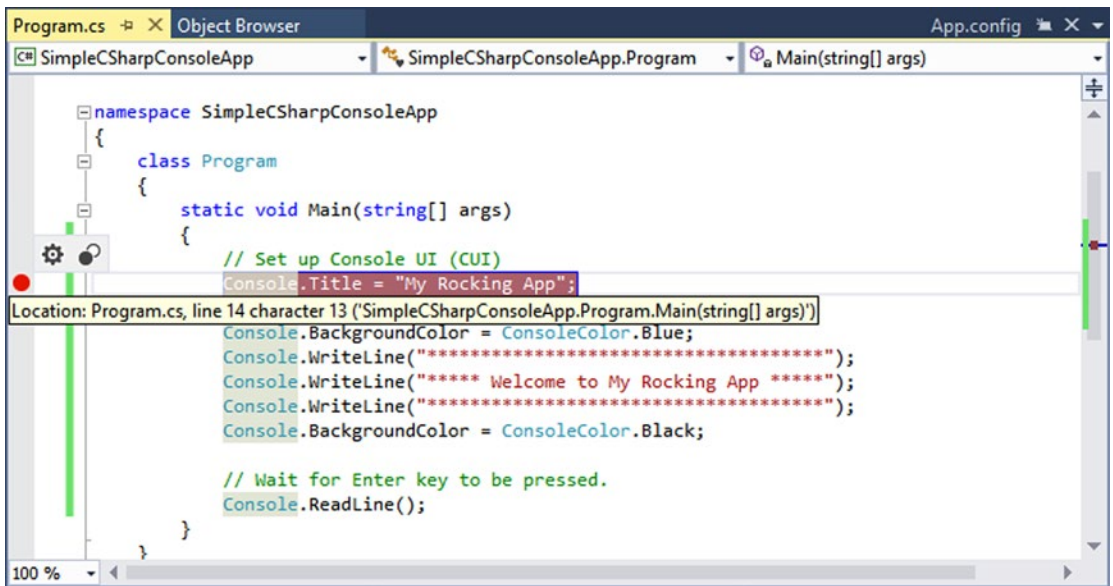 Program.cs Object Browser App.config
C# SimpleCSharpConsoleApp SimpleCSharpConsoleApp.Program Main(string[] args)
namespace SimpleCSharpConsoleApp
{
class Program
{
static void Main(string[] args)
{
// Set up Console UI (CUI)
Console.Title = "My Rocking App";
Location: Program.cs, line 14 character 13 ('SimpleCSharpConsoleApp.Program.Main(string[] args)')
Console.BackgroundColor = ConsoleColor.Blue;
Console.WriteLine("*************************************");
Console.WriteLine("***** Welcome to My Rocking App *****");
Console.WriteLine("*************************************");
Console.BackgroundColor = ConsoleColor.Black;
// Wait for Enter key to be pressed.
Console.ReadLine();
}
}
100 %